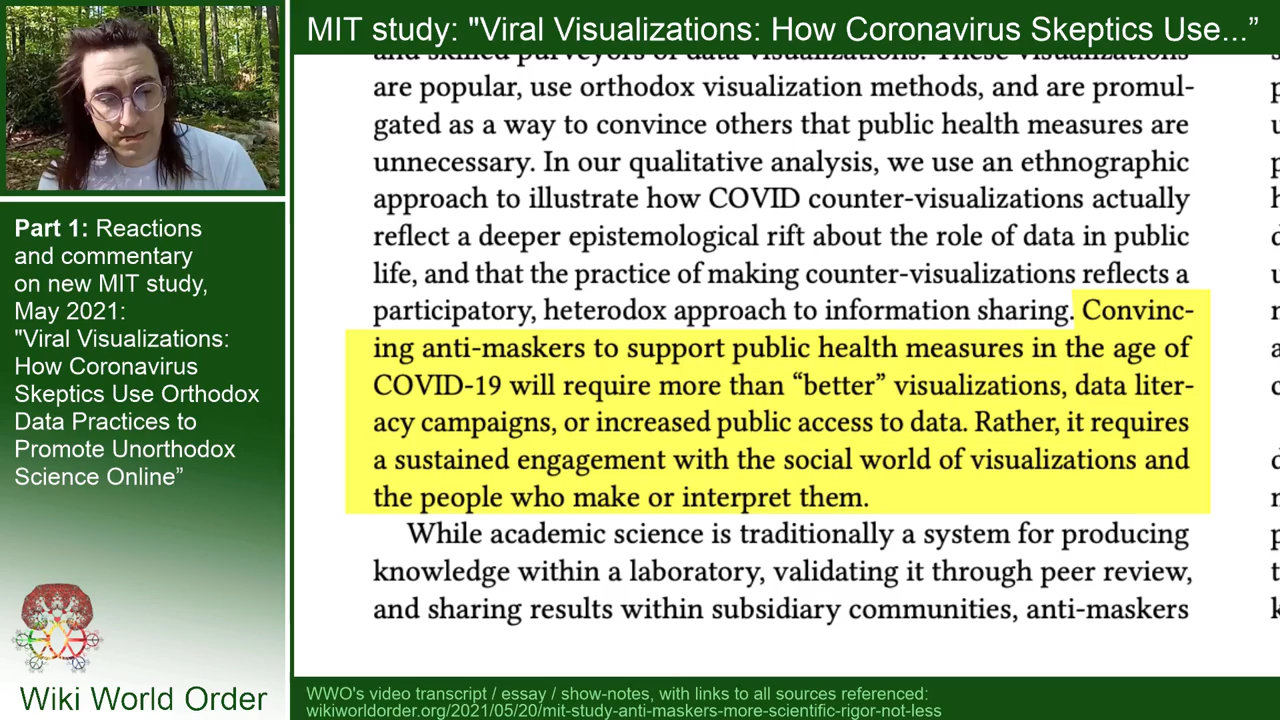 MIT study: "Viral Visualizations: How Coronavirus Skeptics Use...”
Part 1: Reactions
and commentary
on new MIT study,
May 2021:
"Viral Visualizations:
How Coronavirus
Skeptics Use Orthodox
Data Practices to
Promote Unorthodox
Science Online”
Wiki World Order
and skilled purveyors of data visualizations. These visualizations
are popular, use orthodox visualization methods, and are promul-
gated as a way to convince others that public health measures are
unnecessary. In our qualitative analysis, we use an ethnographic
approach to illustrate how COVID counter-visualizations actually
reflect a deeper epistemological rift about the role of data in public
life, and that the practice of making counter-visualizations reflects a
participatory, heterodox approach to information sharing. Convinc-
ing anti-maskers to support public health measures in the age of
COVID-19 will require more than “better” visualizations, data liter-
acy campaigns, or increased public access to data. Rather, it requires
a sustained engagement with the social world of visualizations and
the people who make or interpret them.
While academic science is traditionally a system for producing
knowledge within a laboratory, validating it through peer review,
and sharing results within subsidiary communities, anti-maskers
WWO's video transcript / essay / show-notes, with links to all sources referenced:
wikiworldorder.org/2021/05/20/mit-study-anti-maskers-more-scientific-rigor-not-less